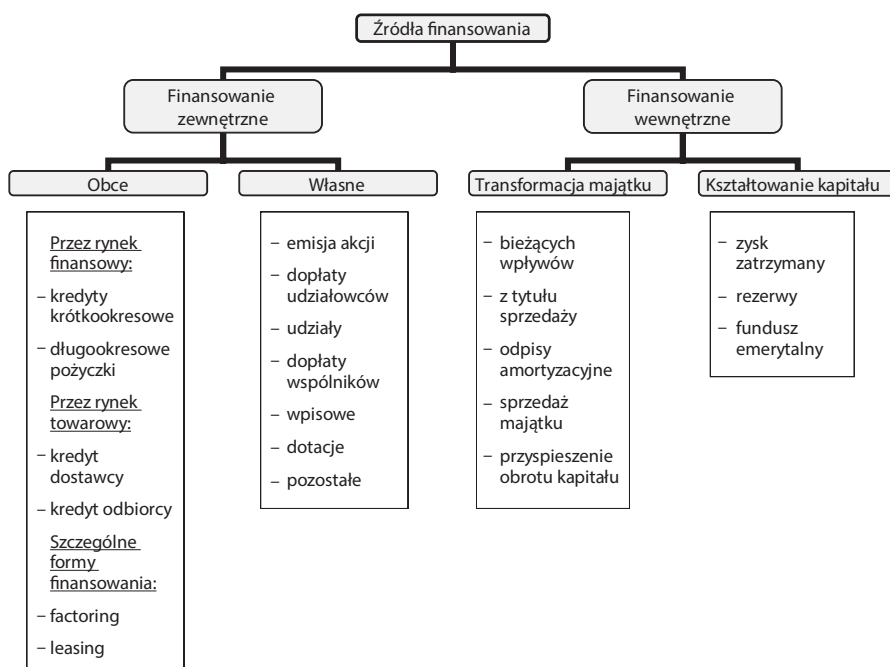 Źródła finansowania
Finansowanie
zewnętrzne
Finansowanie
wewnętrzne
Obce
Własne
Transformacja majątku
Kształtowanie kapitału
Przez rynek
finansowy:
– kredyty
krótkookresowe
– długookresowe
pożyczki
Przez rynek
towarowy:
– kredyt
dostawcy
– kredyt odbiorcy
Szczególne
formy
finansowania:
– factoring
– leasing
– emisja akcji
– dopłaty
udziałowców
– udziały
– dopłaty
wspólników
– wpisowe
– dotacje
– pozostałe
– bieżących
wpływów
– z tytułu
sprzedaży
– odpisy
amortyzacyjne
– sprzedaż
majątku
– przyspieszenie
obrotu kapitału
– zysk
zatrzymany
– rezerwy
– fundusz
emerytalny